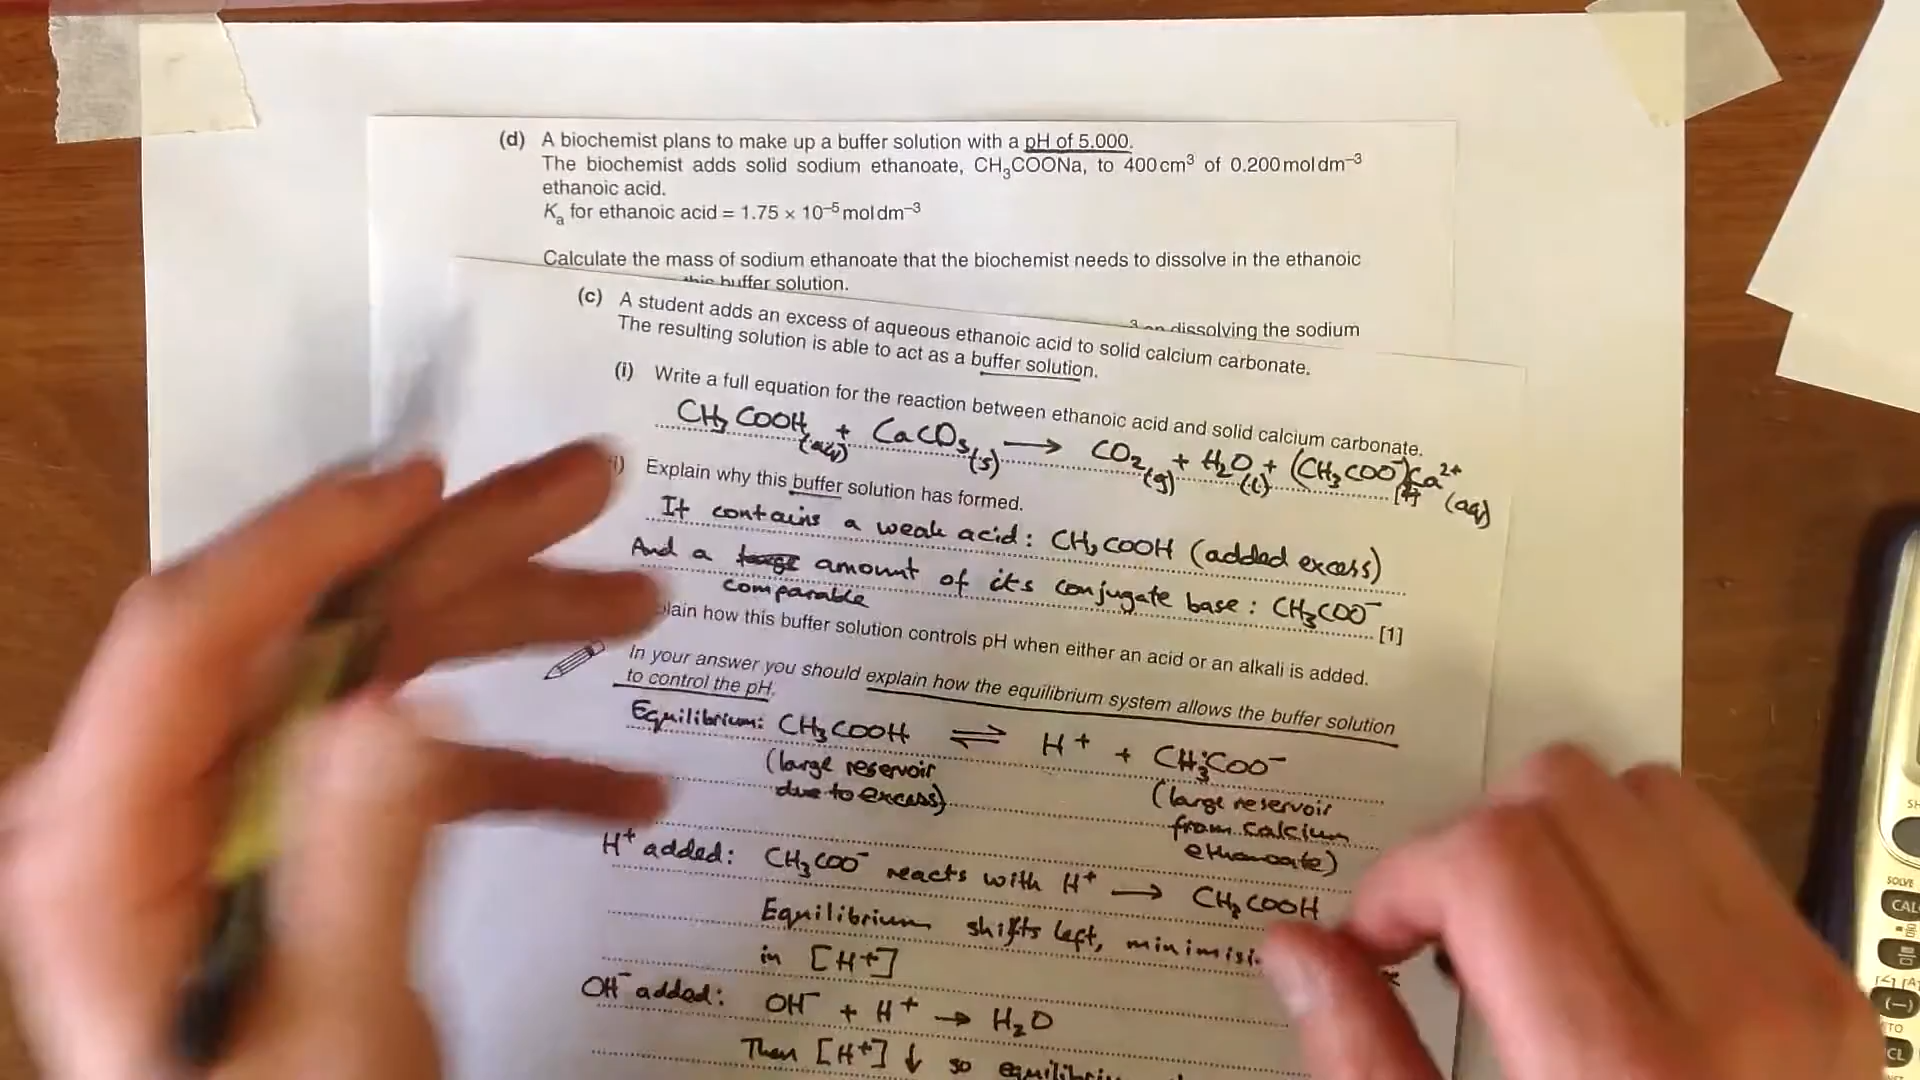 (d) A biochemist plans to make up a buffer solution with a pH of 5.000.
The biochemist adds solid sodium ethanoate, CH₃COONa, to 400 cm³ of 0.200 mol dm⁻³
ethanoic acid.
Kₐ for ethanoic acid = 1.75 × 10⁻⁵ mol dm⁻³
Calculate the mass of sodium ethanoate that the biochemist needs to dissolve in the ethanoic
this buffer solution.
on dissolving the sodium
(c) A student adds an excess of aqueous ethanoic acid to solid calcium carbonate.
The resulting solution is able to act as a buffer solution.
(i) Write a full equation for the reaction between ethanoic acid and solid calcium carbonate.
CH₃COOH(aq) + CaCO₃(s) → CO₂(g) + H₂O(l) + (CH₃COO⁻)Ca²⁺(aq)
Explain why this buffer solution has formed.
It contains a weak acid: CH₃COOH (added excess)
And a amount of its conjugate base: CH₃COO⁻
comparable
[1]
how this buffer solution controls pH when either an acid or an alkali is added.
In your answer you should explain how the equilibrium system allows the buffer solution
to control the pH.
Equilibrium: CH₃COOH ⇌ H⁺ + CH₃COO⁻
(large reservoir due to excess)
(large reservoir from calcium ethanoate)
H⁺ added: CH₃COO⁻ reacts with H⁺ → CH₃COOH
Equilibrium shifts left,
in [H⁺]
OH⁻ added: OH⁻ + H⁺ → H₂O
Then [H⁺] ↓ so
SOLVE